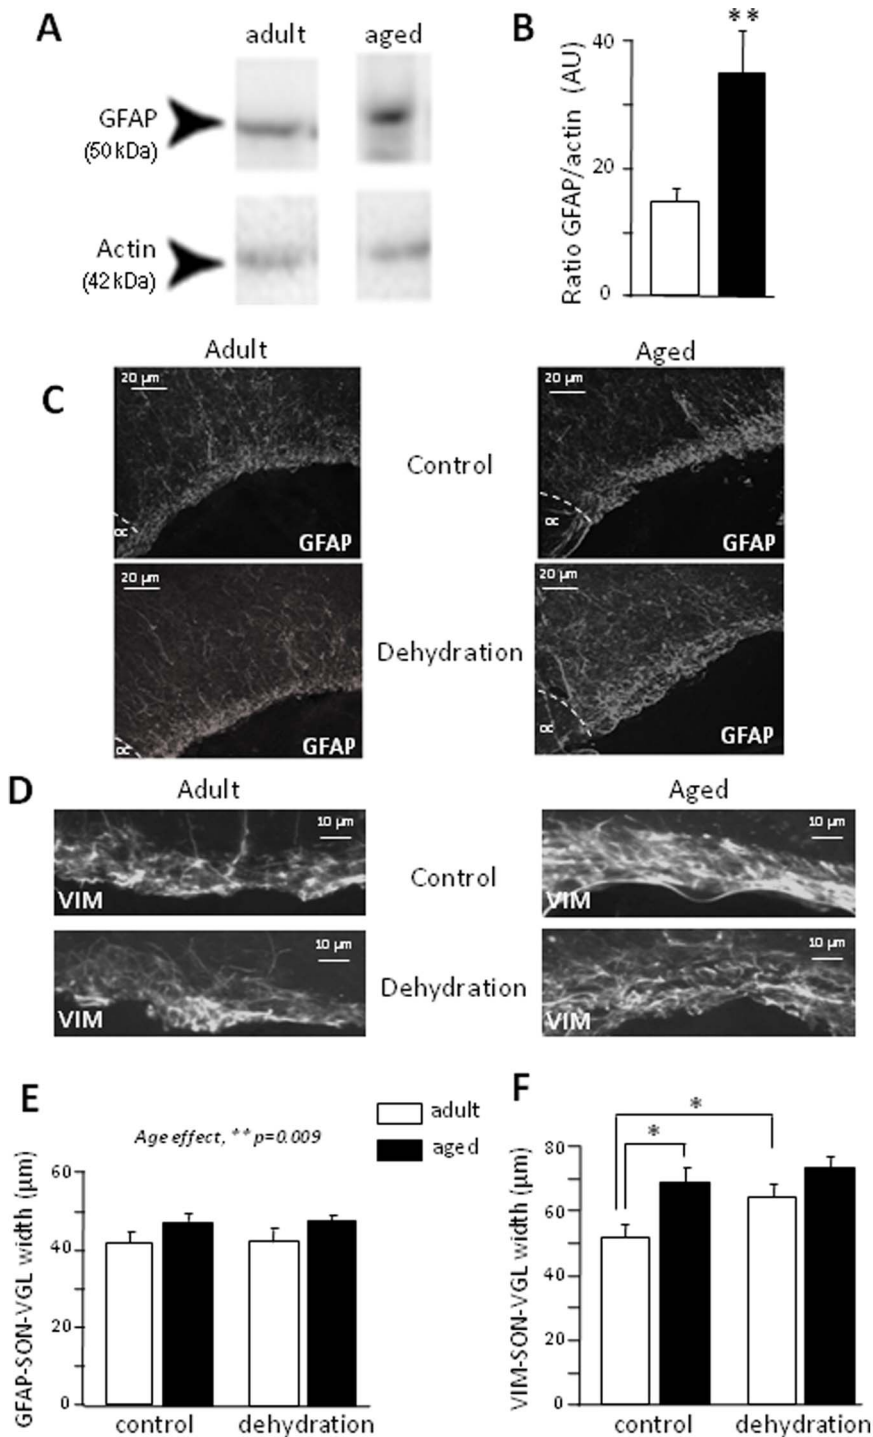 A
adult
aged
GFAP
(50 kDa)
Actin
(42 kDa)
B
**
Ratio GFAP/actin (AU)
40
20
0
Adult
Aged
C
20 µm
20 µm
Control
oc
GFAP
oc
GFAP
20 µm
20 µm
Dehydration
oc
GFAP
oc
GFAP
D
Adult
Aged
10 µm
10 µm
Control
VIM
VIM
10 µm
10 µm
Dehydration
VIM
VIM
E
adult
aged
Age effect, ** p=0.009
GFAP-SON-VGL width (µm)
60
40
20
0
control
dehydration
F
*
*
VIM-SON-VGL width (µm)
80
60
40
20
0
control
dehydration